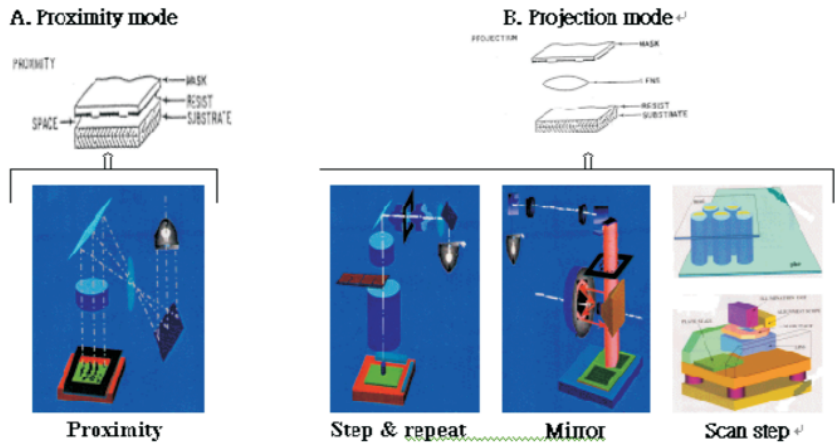 A. Proximity mode
B. Projection mode
PROXIMITY
MASK
RESIST
SUBSTRATE
SPACE
PROJECTION
MASK
LENS
RESIST
SUBSTRATE
Proximity
Step & repeat
Mirror
Scan step